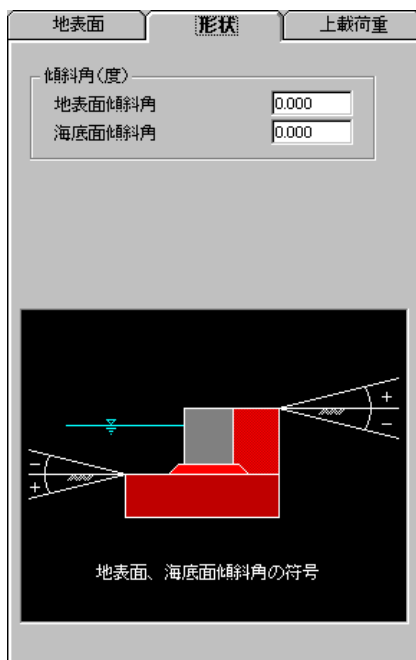 地表面 形状 上載荷重
傾斜角(度)
地表面傾斜角 0.000
海底面傾斜角 0.000
+
-
-
+
地表面、海底面傾斜角の符号